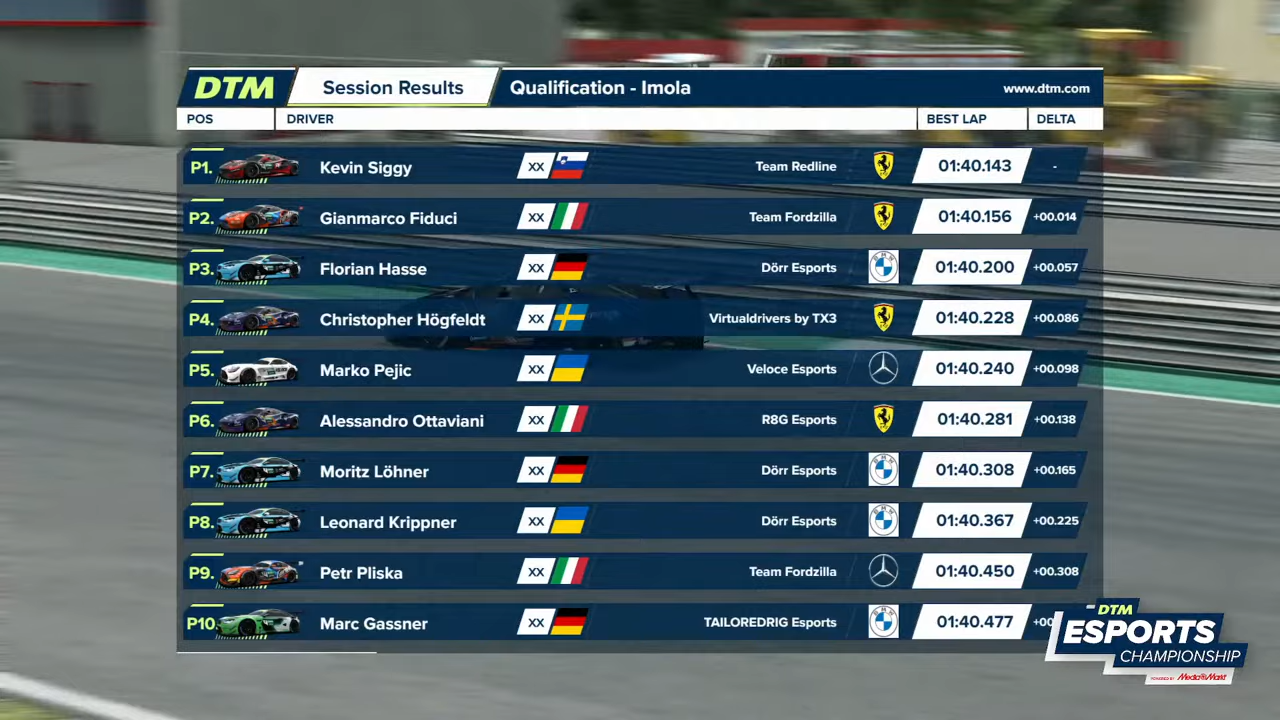 DTM Session Results Qualification - Imola www.dtm.com
POS DRIVER BEST LAP DELTA
P1. Kevin Siggy XX Team Redline 01:40.143 -
P2. Gianmarco Fiduci XX Team Fordzilla 01:40.156 +00.014
P3. Florian Hasse XX Dörr Esports 01:40.200 +00.057
P4. Christopher Högfeldt XX Virtualdrivers by TX3 01:40.228 +00.086
P5. Marko Pejic XX Veloce Esports 01:40.240 +00.098
P6. Alessandro Ottaviani XX R8G Esports 01:40.281 +00.138
P7. Moritz Löhner XX Dörr Esports 01:40.308 +00.165
P8. Leonard Krippner XX Dörr Esports 01:40.367 +00.225
P9. Petr Pliska XX Team Fordzilla 01:40.450 +00.308
P10. Marc Gassner XX TAILOREDRIG Esports 01:40.477
DTM
ESPORTS
CHAMPIONSHIP
POWERED BY MediaMarkt